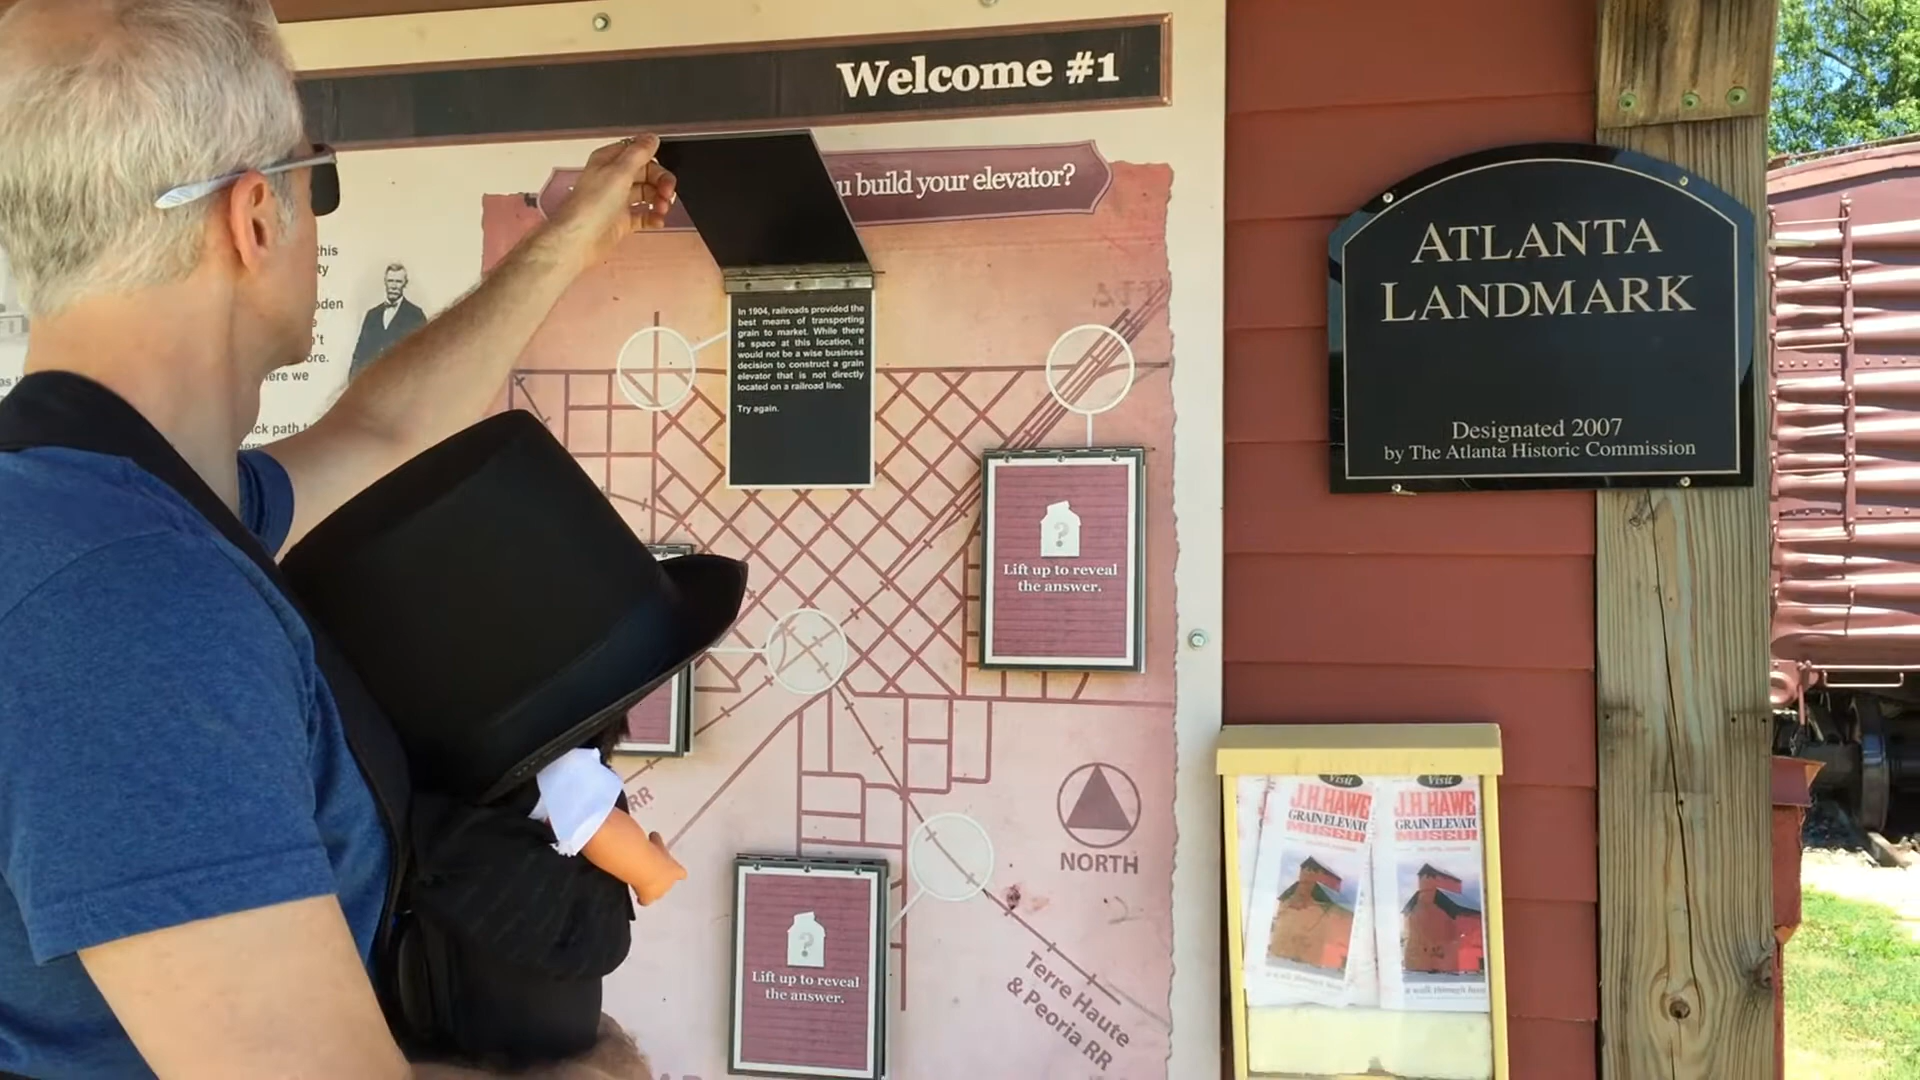 Welcome #1
u build your elevator?
this
ty
oden
e
n't
ore.
ere we
ick path t
In 1904, railroads provided the
best means of transporting
grain to market. While there
is space at this location, it
would not be a wise business
decision to construct a grain
elevator that is not directly
located on a railroad line.
Try again.
?
Lift up to reveal
the answer.
?
Lift up to reveal
the answer.
RR
NORTH
Terre Haute
& Peoria RR
ATLANTA
LANDMARK
Designated 2007
by The Atlanta Historic Commission
Visit
J.H.HAWE
GRAIN ELEVATO
MUSEU
Visit
J.H.HAWE
GRAIN ELEVATO
MUSEU